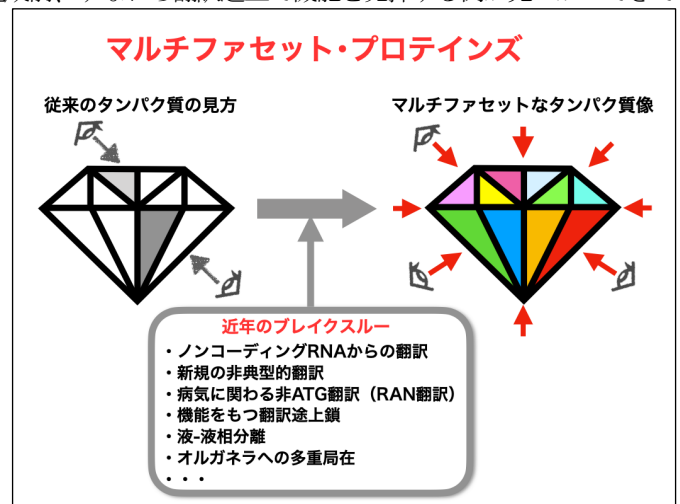 マルチファセット・プロテインズ
従来のタンパク質の見方
マルチファセットなタンパク質像
近年のブレイクスルー
・ノンコーディングRNAからの翻訳
・新規の非典型的翻訳
・病気に関わる非ATG翻訳（RAN翻訳）
・機能をもつ翻訳途上鎖
・液-液相分離
・オルガネラへの多重局在
・・・